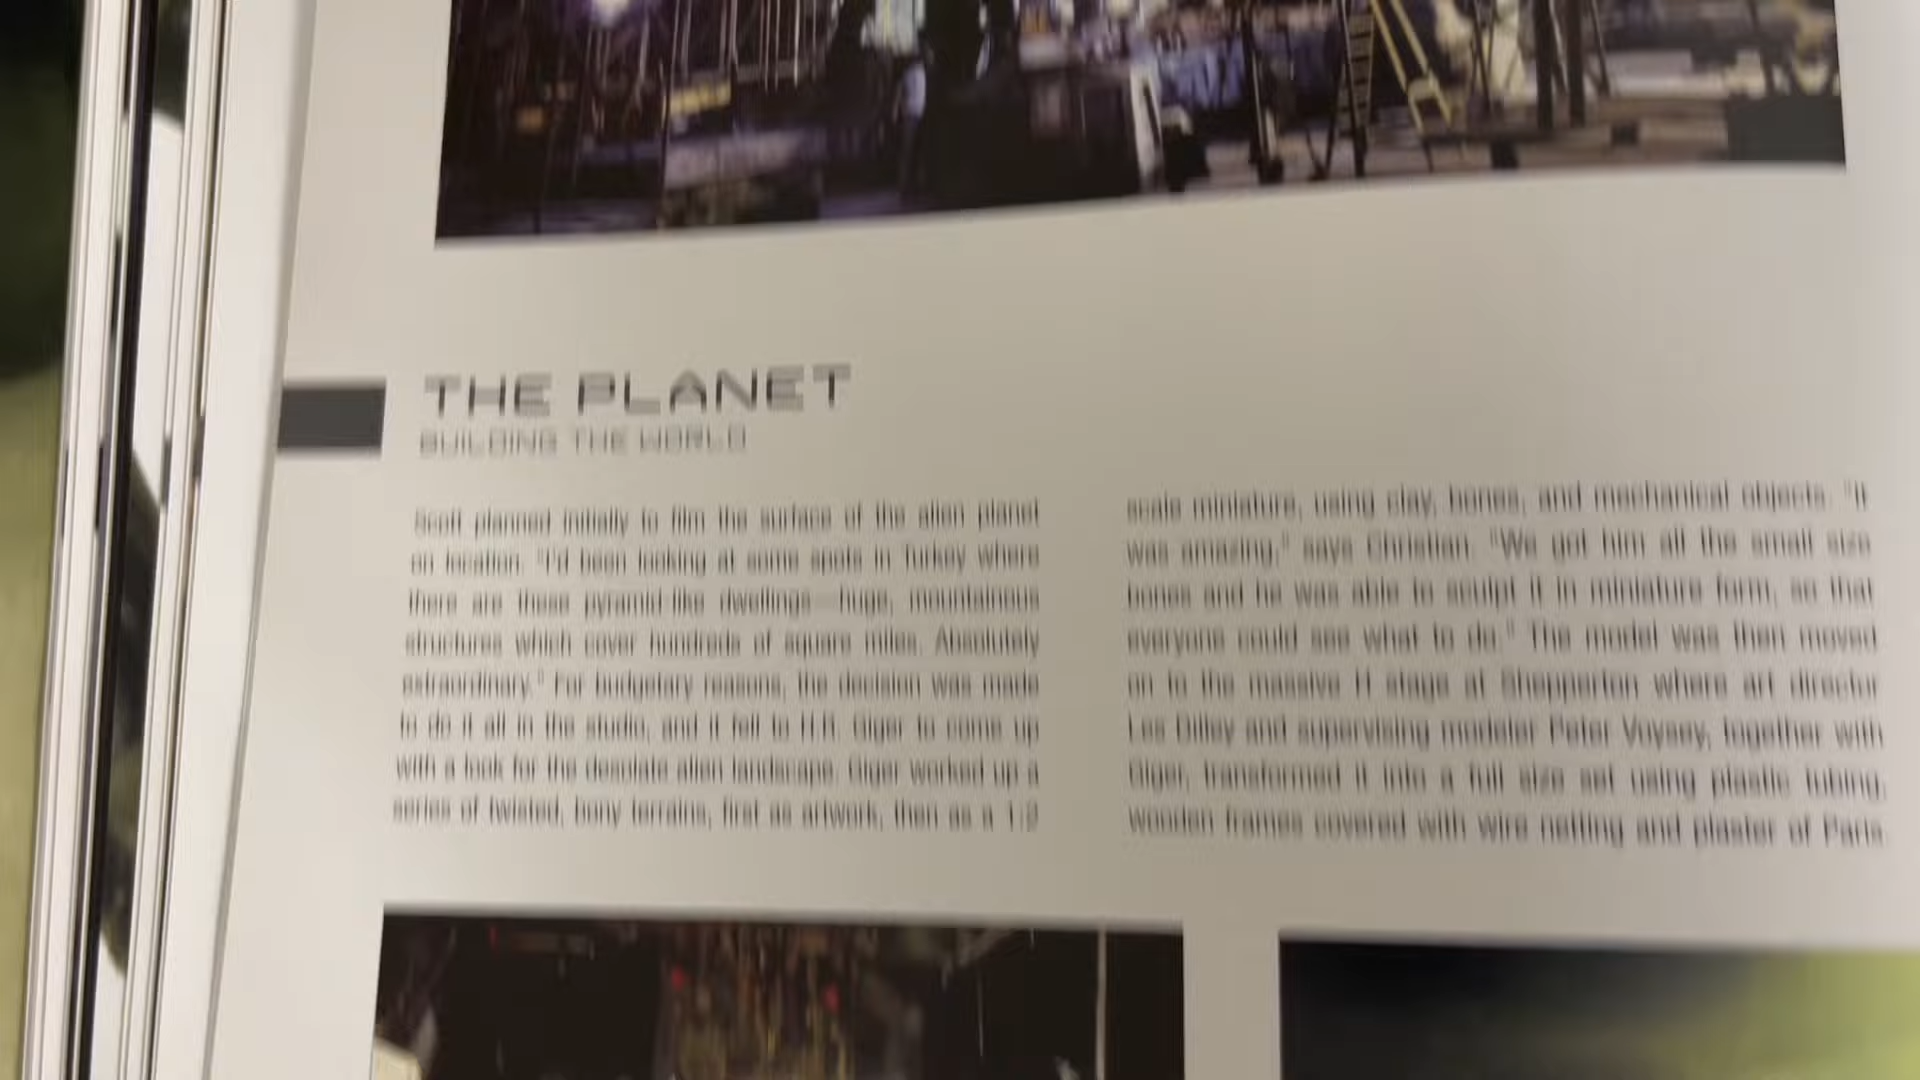 THE PLANET
BUILDING THE WORLD
Scott planned initially to film the surface of the alien planet
on location. "I'd been looking at some spots in Turkey where
there are these pyramid-like dwellings—huge, mountainous
structures which cover hundreds of square miles. Absolutely
extraordinary." For budgetary reasons, the decision was made
to do it all in the studio, and it fell to H.R. Giger to come up
with a look for the desolate alien landscape. Giger worked up a
series of twisted, bony terrains, first as artwork, then as a 1:2
scale miniature, using clay, bones, and mechanical objects. "It
was amazing," says Christian. "We got him all the small size
bones and he was able to sculpt it in miniature form, so that
everyone could see what to do." The model was then moved
on to the massive H stage at Shepperton where art director
Les Dilley and supervising modeler Peter Voysey, together with
Giger, transformed it into a full size set using plastic tubing,
wooden frames covered with wire netting and plaster of Paris